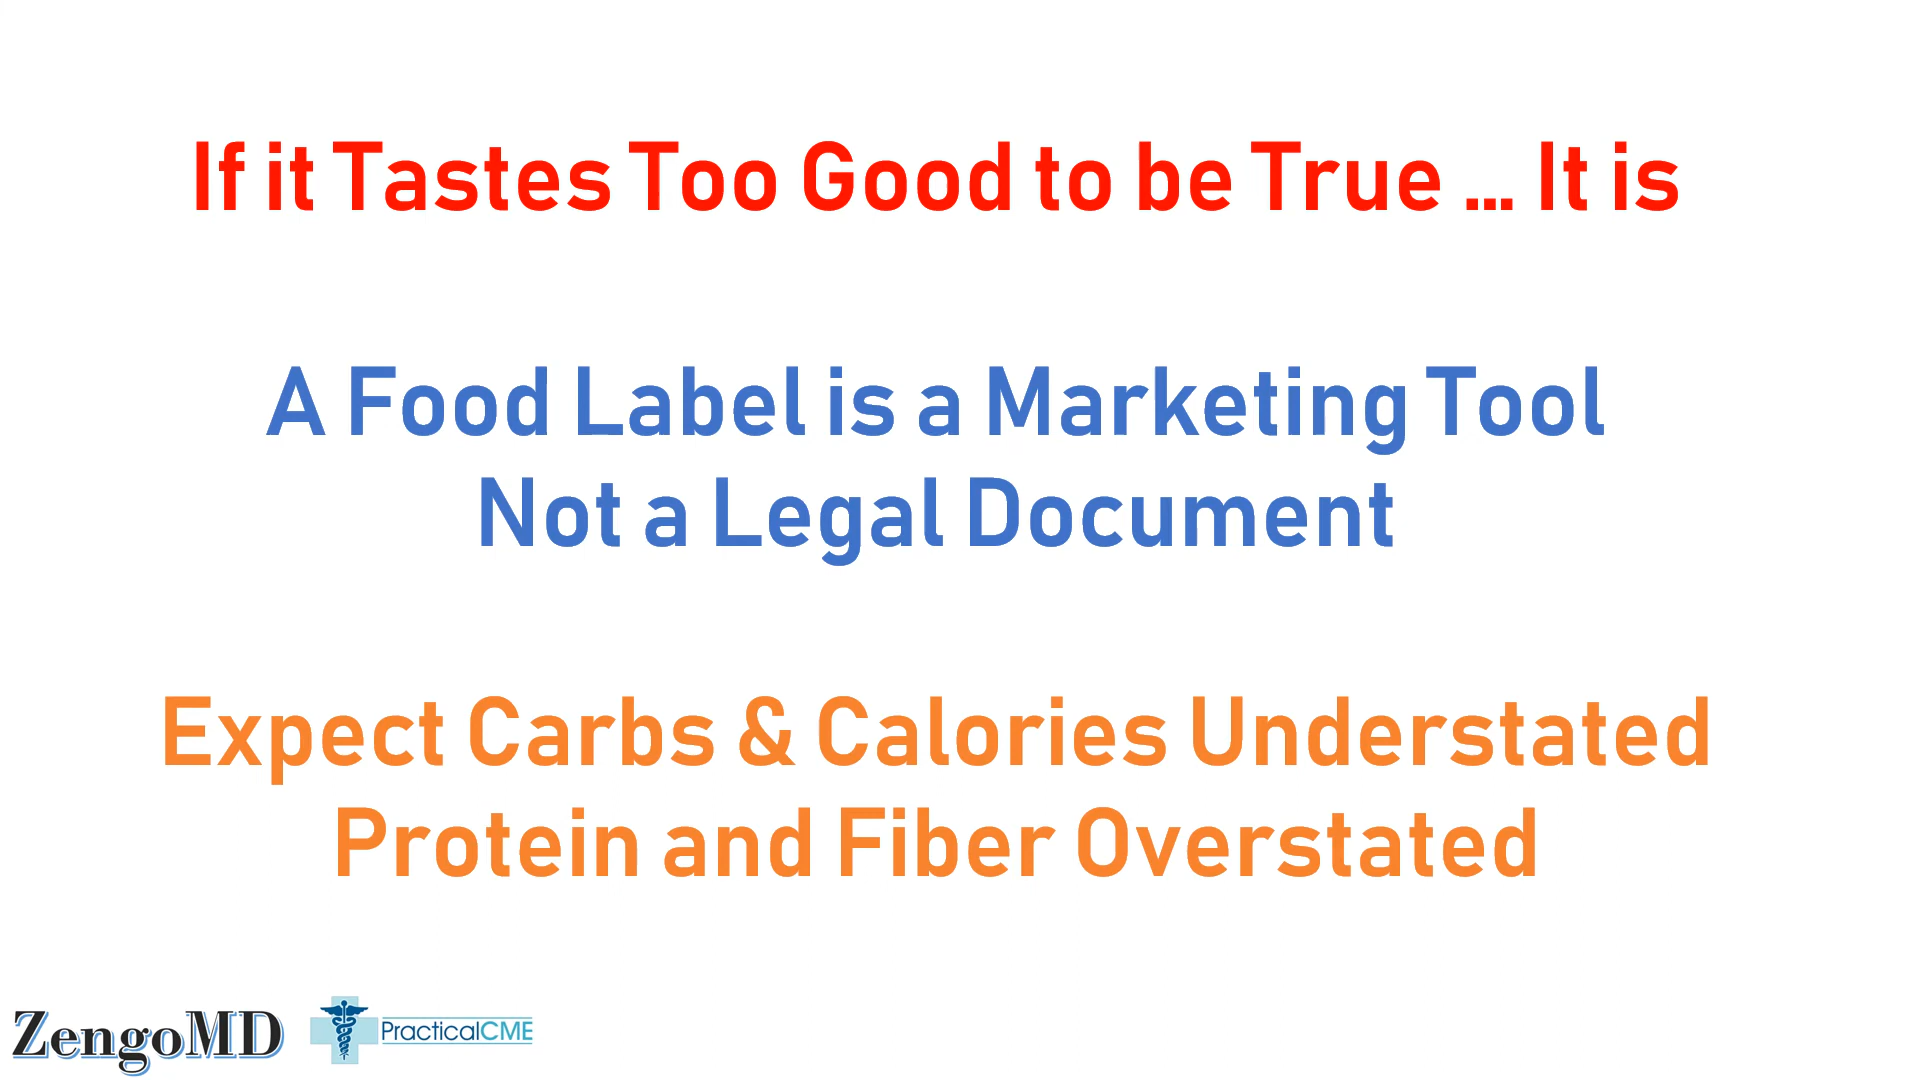 If it Tastes Too Good to be True ... It is
A Food Label is a Marketing Tool
Not a Legal Document
Expect Carbs & Calories Understated
Protein and Fiber Overstated
ZengoMD
PracticalCME